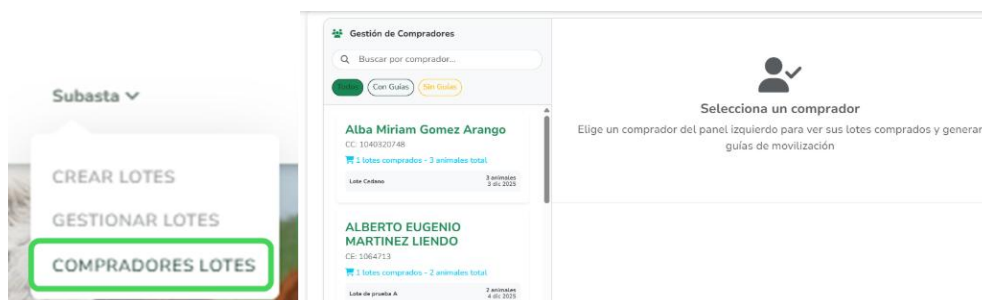 Subasta
CREAR LOTES
GESTIONAR LOTES
COMPRADORES LOTES
Gestión de Compradores
Buscar por comprador...
Todos
Con Guías
Sin Guías
Alba Miriam Gomez Arango
CC: 1040320748
1 lotes comprados - 3 animales total
Lote Cedano
3 animales
3 dic 2025
ALBERTO EUGENIO
MARTINEZ LIENDO
CE: 1064713
1 lotes comprados - 2 animales total
Lote de prueba A
2 animales
4 dic 2025
Selecciona un comprador
Elige un comprador del panel izquierdo para ver sus lotes comprados y generar
guías de movilización